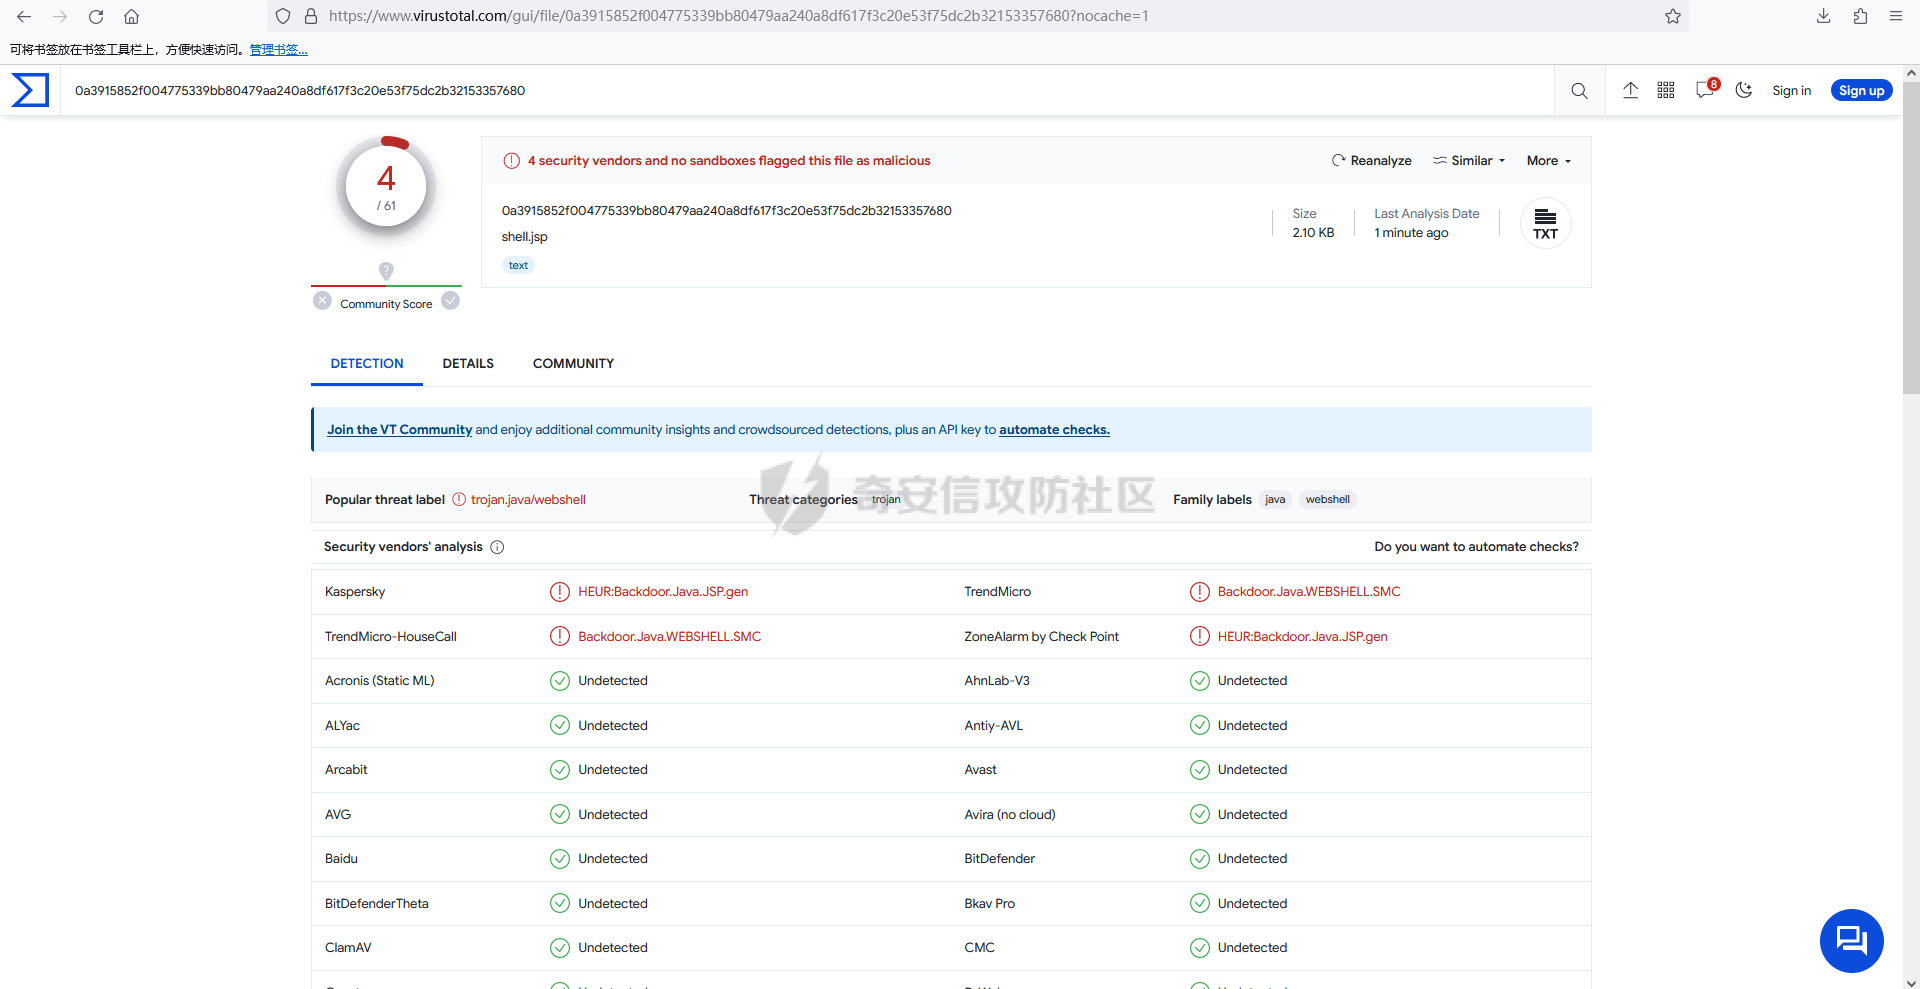 https://www.virustotal.com/gui/file/0a3915852f004775339bb80479aa240a8df617f3c20e53f75dc2b32153357680?nocache=1
可将书签放在书签工具栏上，方便快速访问。管理书签...
0a3915852f004775339bb80479aa240a8df617f3c20e53f75dc2b32153357680
8
Sign in
Sign up
4
/ 61
Community Score
4 security vendors and no sandboxes flagged this file as malicious
Reanalyze
Similar
More
0a3915852f004775339bb80479aa240a8df617f3c20e53f75dc2b32153357680
shell.jsp
text
Size
2.10 KB
Last Analysis Date
1 minute ago
TXT
DETECTION
DETAILS
COMMUNITY
Join the VT Community and enjoy additional community insights and crowdsourced detections, plus an API key to automate checks.
奇安信攻防社区
Popular threat label trojan.java/webshell
Threat categories trojan
Family labels java webshell
Security vendors' analysis
Do you want to automate checks?
Kaspersky HEUR:Backdoor.Java.JSP.gen TrendMicro Backdoor.Java.WEBSHELL.SMC
TrendMicro-HouseCall Backdoor.Java.WEBSHELL.SMC ZoneAlarm by Check Point HEUR:Backdoor.Java.JSP.gen
Acronis (Static ML) Undetected AhnLab-V3 Undetected
ALYac Undetected Antiy-AVL Undetected
Arcabit Undetected Avast Undetected
AVG Undetected Avira (no cloud) Undetected
Baidu Undetected BitDefender Undetected
BitDefenderTheta Undetected Bkav Pro Undetected
ClamAV Undetected CMC Undetected